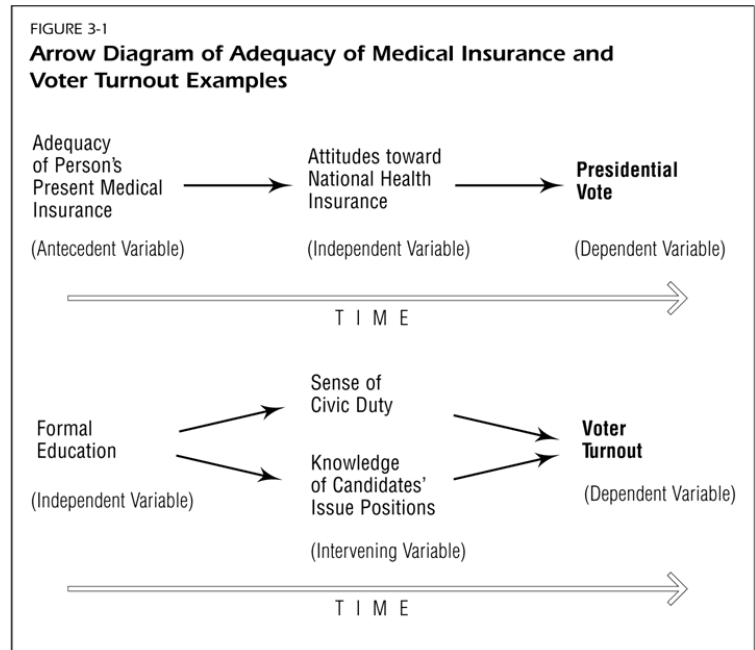 FIGURE 3-1
Arrow Diagram of Adequacy of Medical Insurance and
Voter Turnout Examples
Adequacy
of Person's
Present Medical
Insurance
(Antecedent Variable)
Attitudes toward
National Health
Insurance
(Independent Variable)
Presidential
Vote
(Dependent Variable)
T I M E
Formal
Education
(Independent Variable)
Sense of
Civic Duty
Knowledge
of Candidates'
Issue Positions
(Intervening Variable)
Voter
Turnout
(Dependent Variable)
T I M E